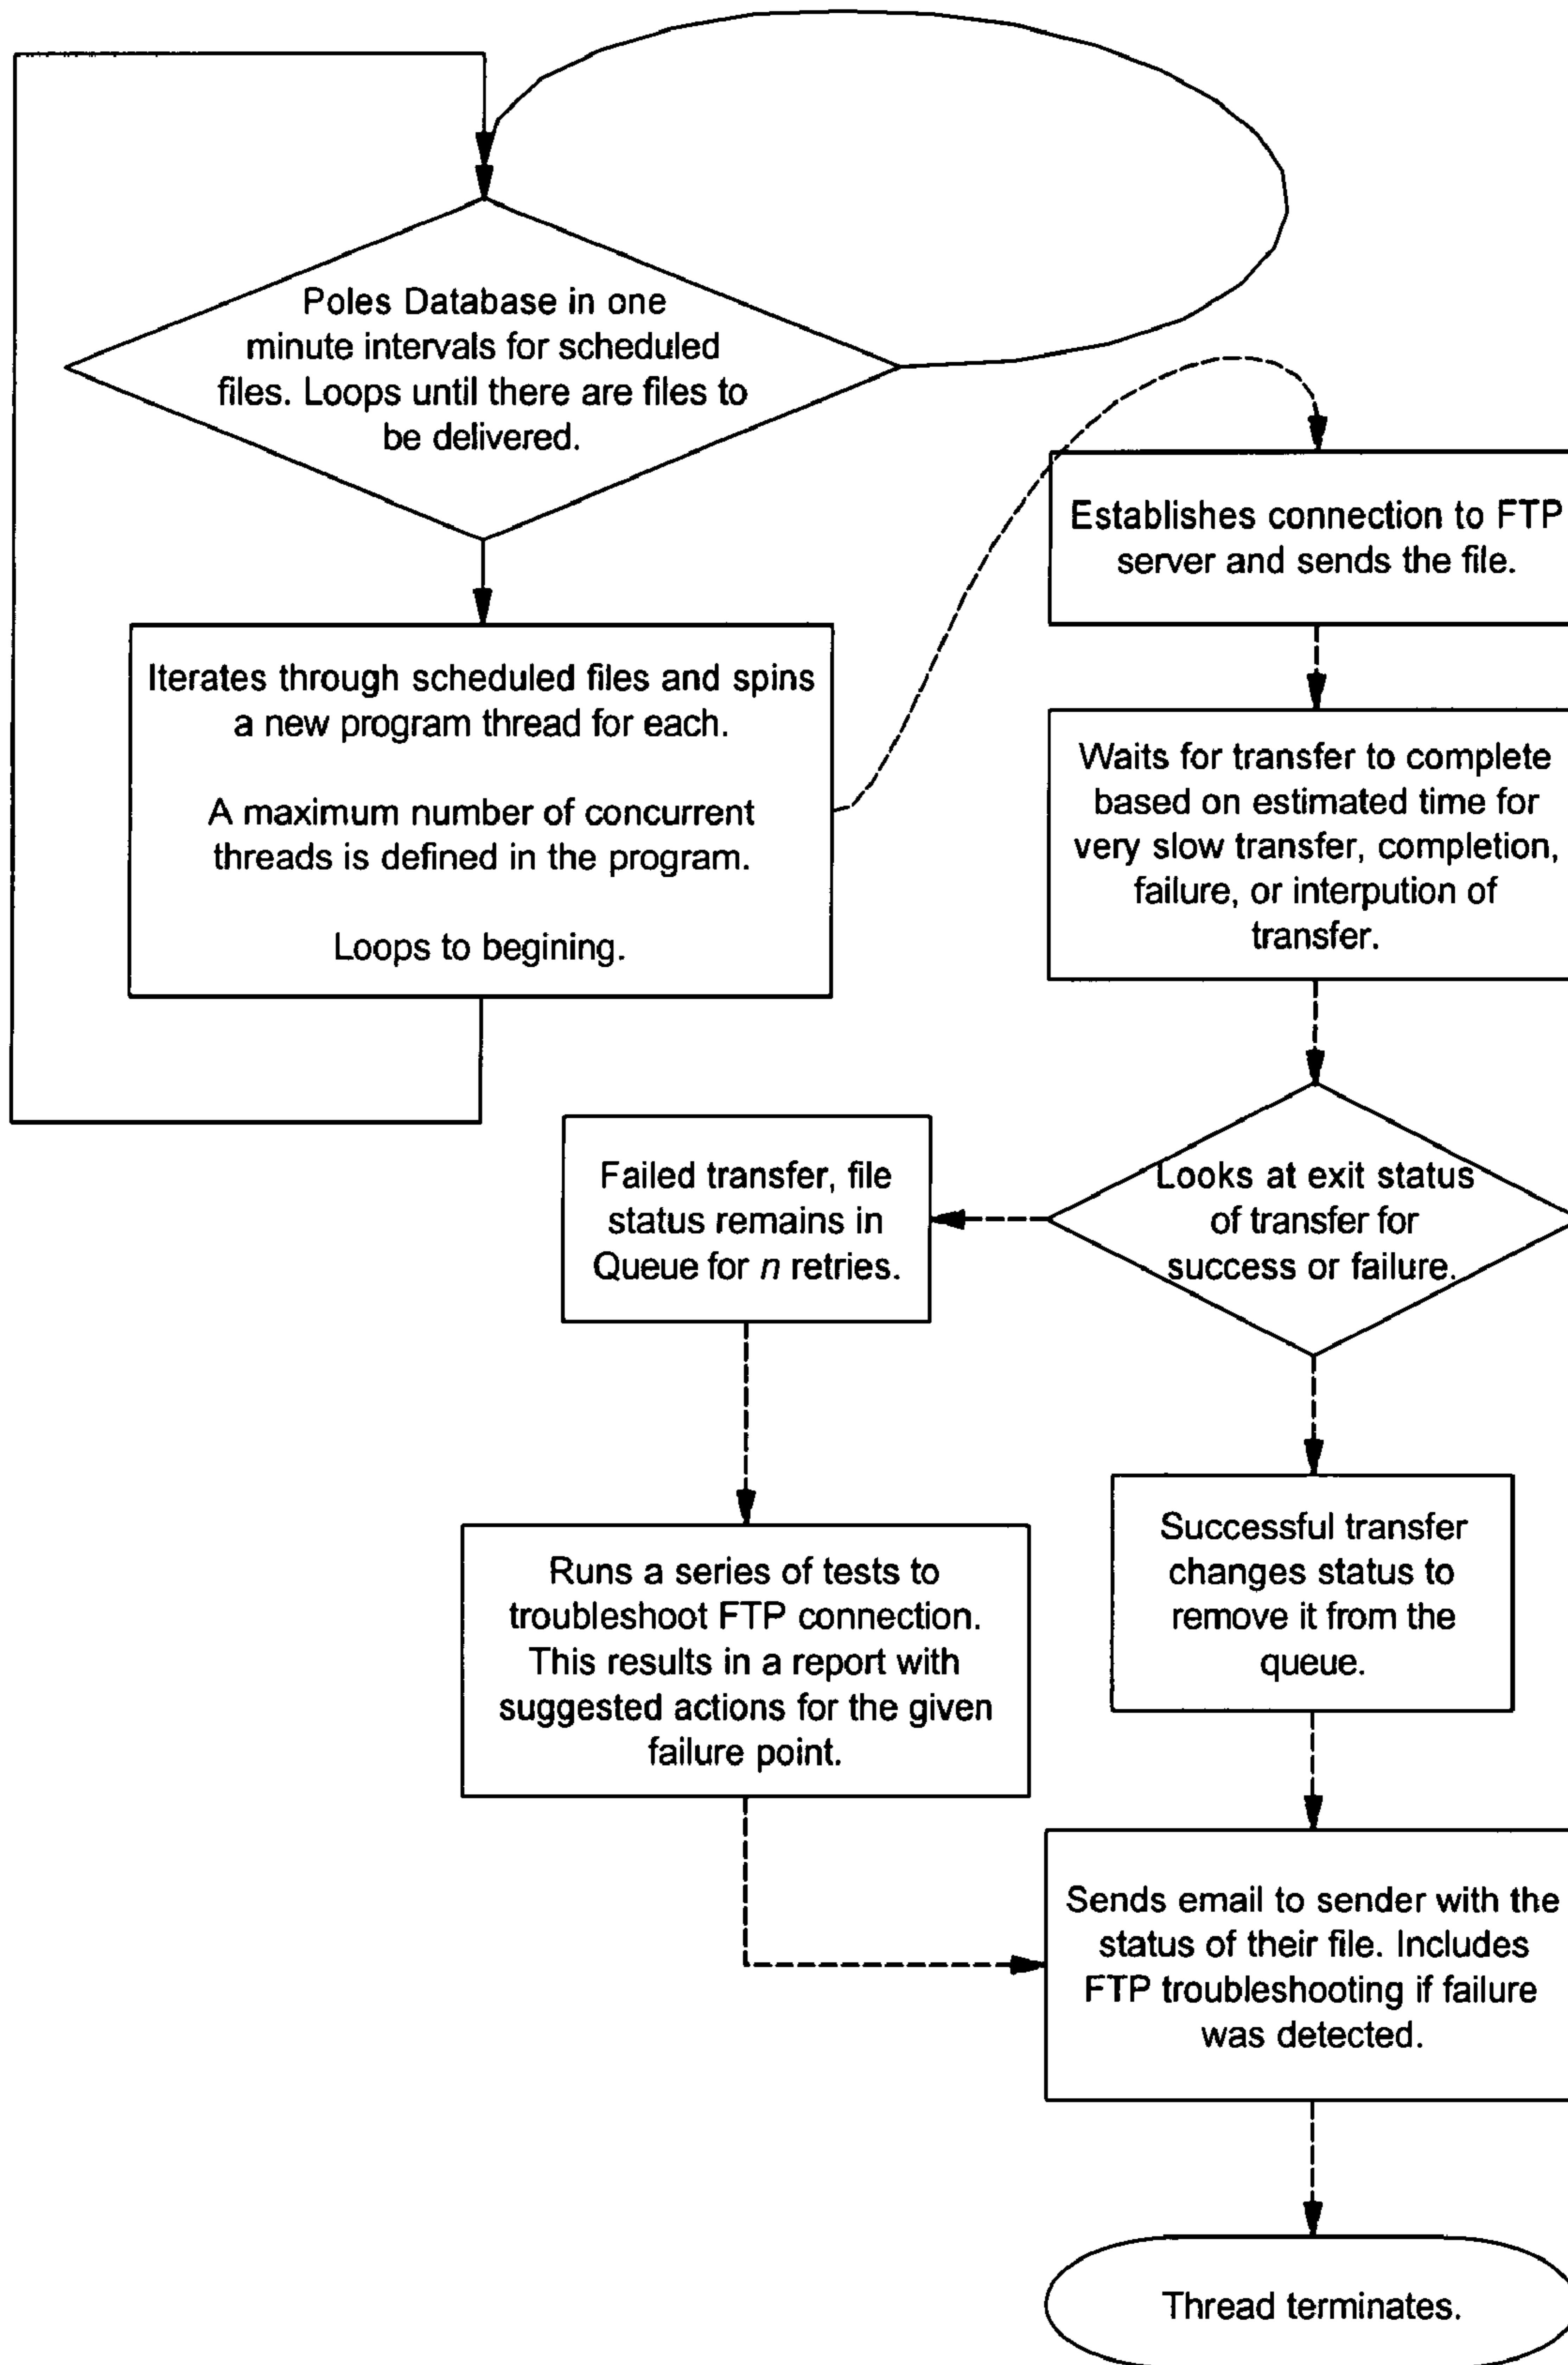 Poles Database in one
minute intervals for scheduled
files. Loops until there are files to
be delivered.
Iterates through scheduled files and spins
a new program thread for each.
A maximum number of concurrent
threads is defined in the program.
Loops to begining.
Establishes connection to FTP
server and sends the file.
Waits for transfer to complete
based on estimated time for
very slow transfer, completion,
failure, or interpution of
transfer.
Looks at exit status
of transfer for
success or failure.
Failed transfer, file
status remains in
Queue for n retries.
Runs a series of tests to
troubleshoot FTP connection.
This results in a report with
suggested actions for the given
failure point.
Successful transfer
changes status to
remove it from the
queue.
Sends email to sender with the
status of their file. Includes
FTP troubleshooting if failure
was detected.
Thread terminates.